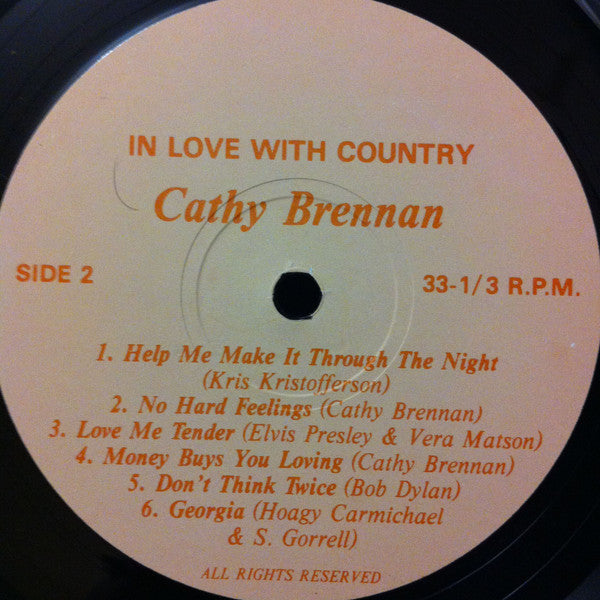 IN LOVE WITH COUNTRY
Cathy Brennan
SIDE 2
33-1/3 R.P.M.
1. Help Me Make It Through The Night
(Kris Kristofferson)
2. No Hard Feelings (Cathy Brennan)
3. Love Me Tender (Elvis Presley & Vera Matson)
4. Money Buys You Loving (Cathy Brennan)
5. Don't Think Twice (Bob Dylan)
6. Georgia (Hoagy Carmichael
& S. Gorrell)
ALL RIGHTS RESERVED